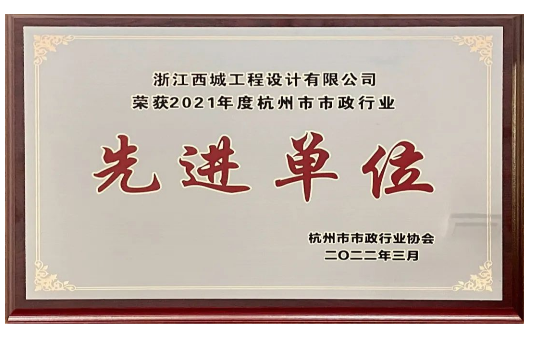 浙江西城工程设计有限公司
荣获2021年度杭州市市政行业
先进单位
杭州市市政行业协会
二〇二二年三月